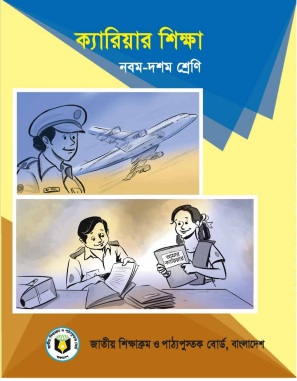 ক্যারিয়ার শিক্ষা
নবম-দশম শ্রেণি
জাতীয় শিক্ষাক্রম ও পাঠ্যপুস্তক বোর্ড, বাংলাদেশ